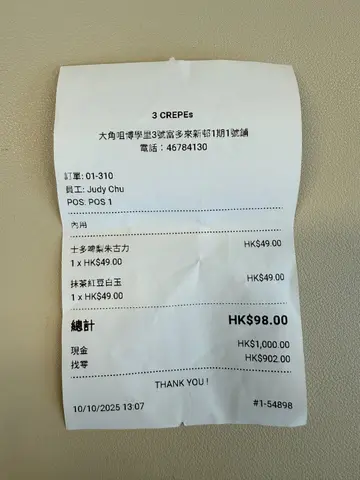 3 CREPEs
大角咀博學里3號富多來新邨1期1號舖
電話：46784130
訂單: 01-310
員工: Judy Chu
POS: POS 1
內用
士多啤梨朱古力 HK$49.00
1 x HK$49.00
抹茶紅豆白玉 HK$49.00
1 x HK$49.00
總計 HK$98.00
現金 HK$1,000.00
找零 HK$902.00
THANK YOU !
10/10/2025 13:07 #1-54898